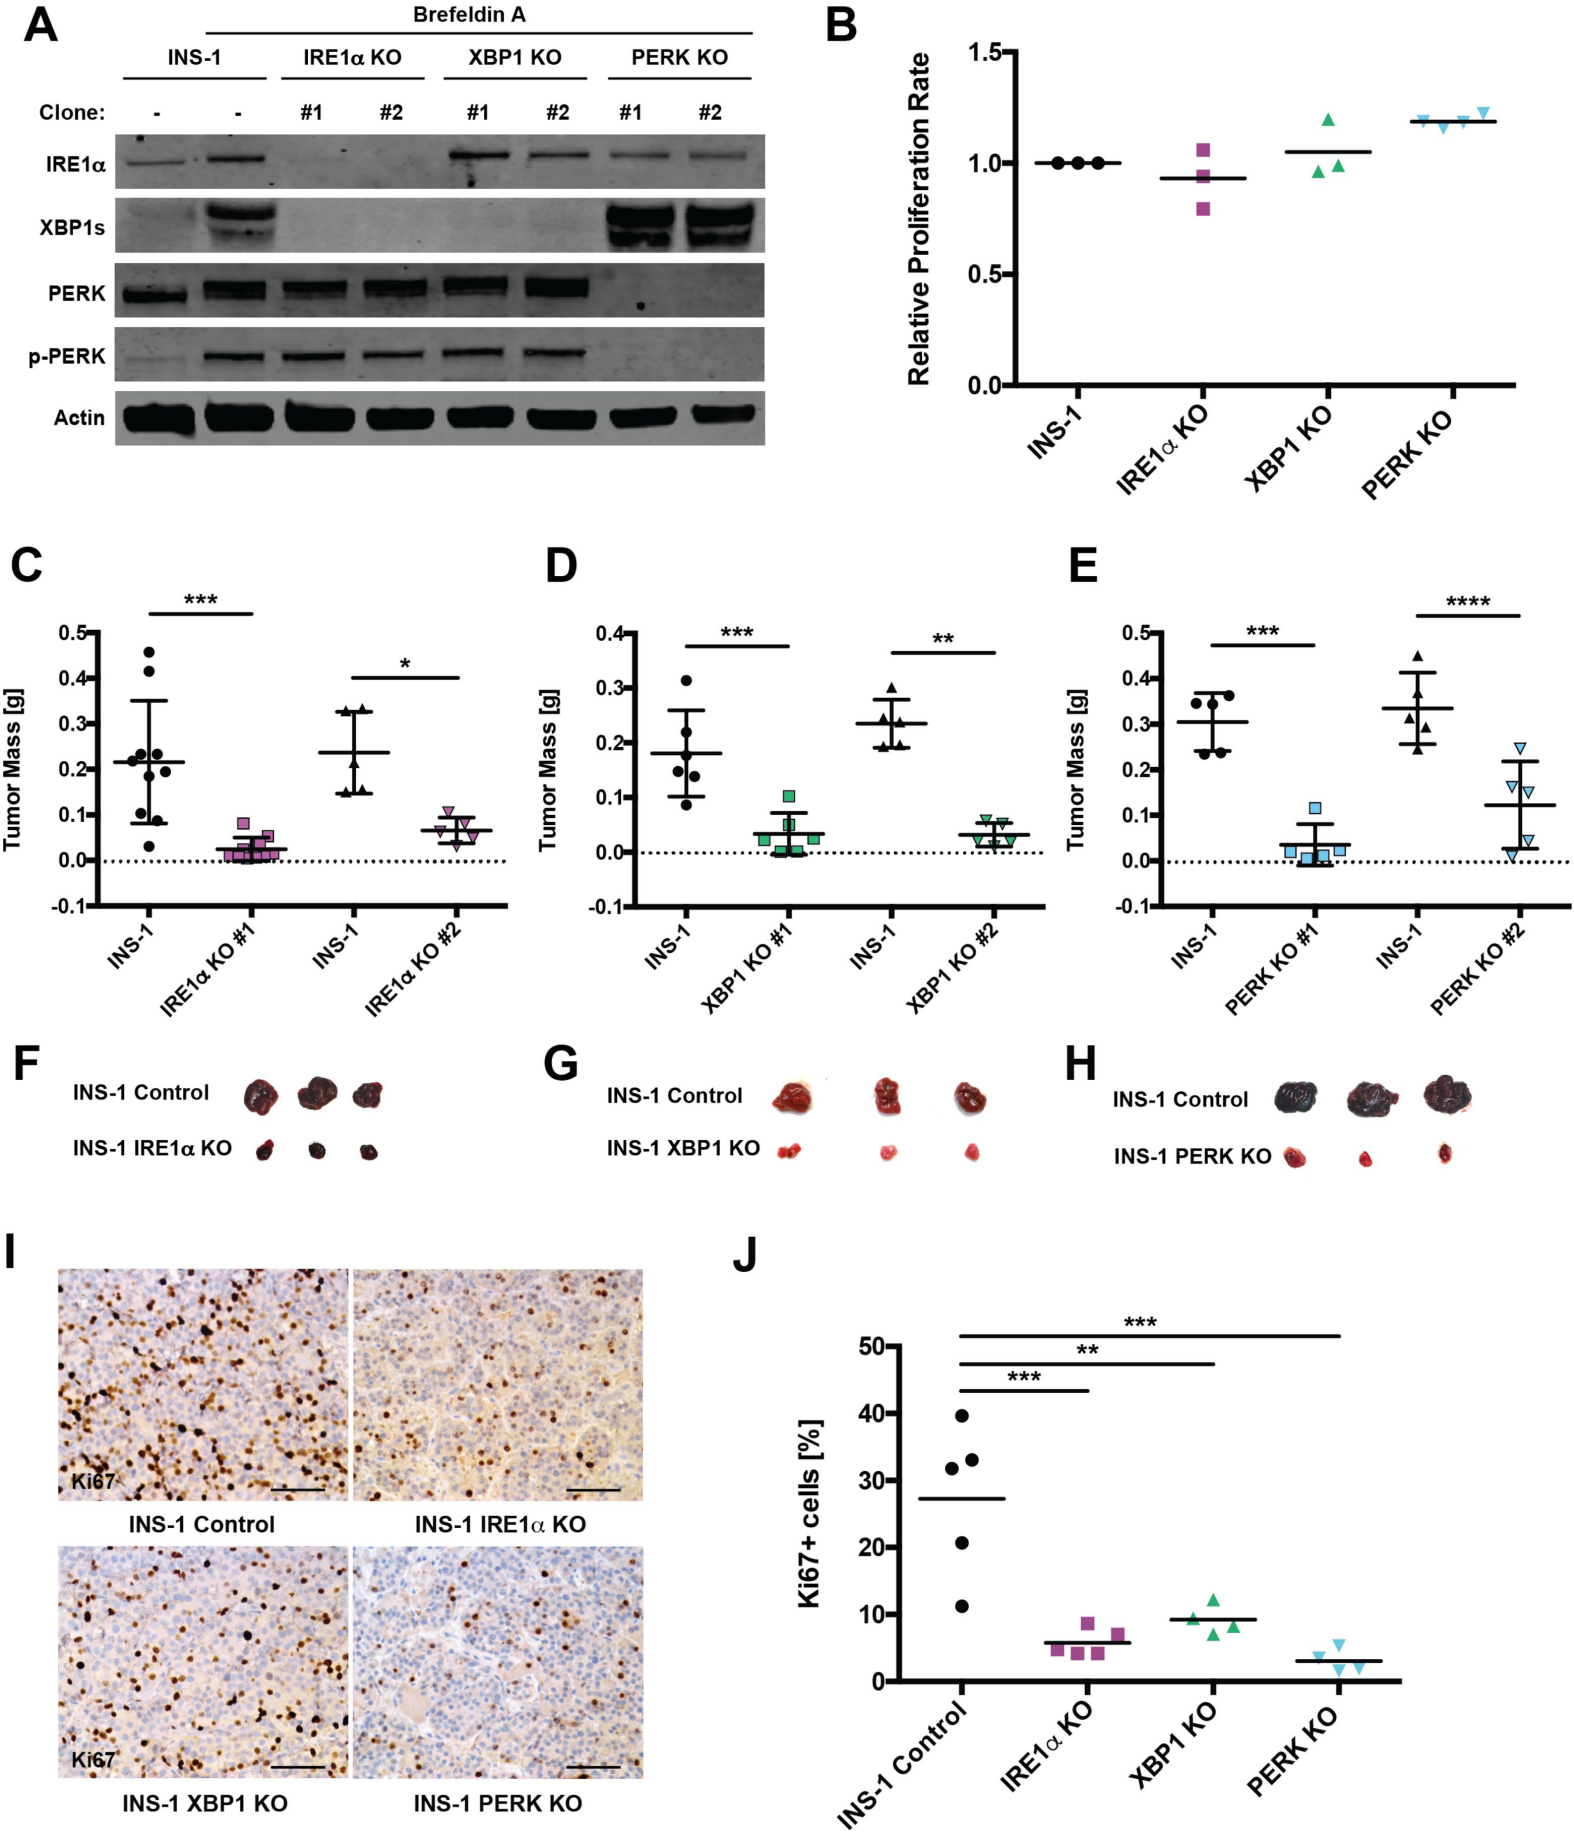 A
Brefeldin A
INS-1 IRE1α KO XBP1 KO PERK KO
Clone: - - #1 #2 #1 #2 #1 #2
IRE1α
XBP1s
PERK
p-PERK
Actin
B
Relative Proliferation Rate
1.5
1.0
0.5
0.0
INS-1
IRE1α KO
XBP1 KO
PERK KO
C
Tumor Mass [g]
***
*
0.5
0.4
0.3
0.2
0.1
0.0
-0.1
INS-1
IRE1α KO #1
INS-1
IRE1α KO #2
D
Tumor Mass [g]
***
**
0.4
0.3
0.2
0.1
0.0
-0.1
INS-1
XBP1 KO #1
INS-1
XBP1 KO #2
E
Tumor Mass [g]
***
****
0.5
0.4
0.3
0.2
0.1
0.0
-0.1
INS-1
PERK KO #1
INS-1
PERK KO #2
F
INS-1 Control
INS-1 IRE1α KO
G
INS-1 Control
INS-1 XBP1 KO
H
INS-1 Control
INS-1 PERK KO
I
Ki67
INS-1 Control
INS-1 IRE1α KO
Ki67
INS-1 XBP1 KO
INS-1 PERK KO
J
Ki67+ cells [%]
***
**
***
50
40
30
20
10
0
INS-1 Control
IRE1α KO
XBP1 KO
PERK KO